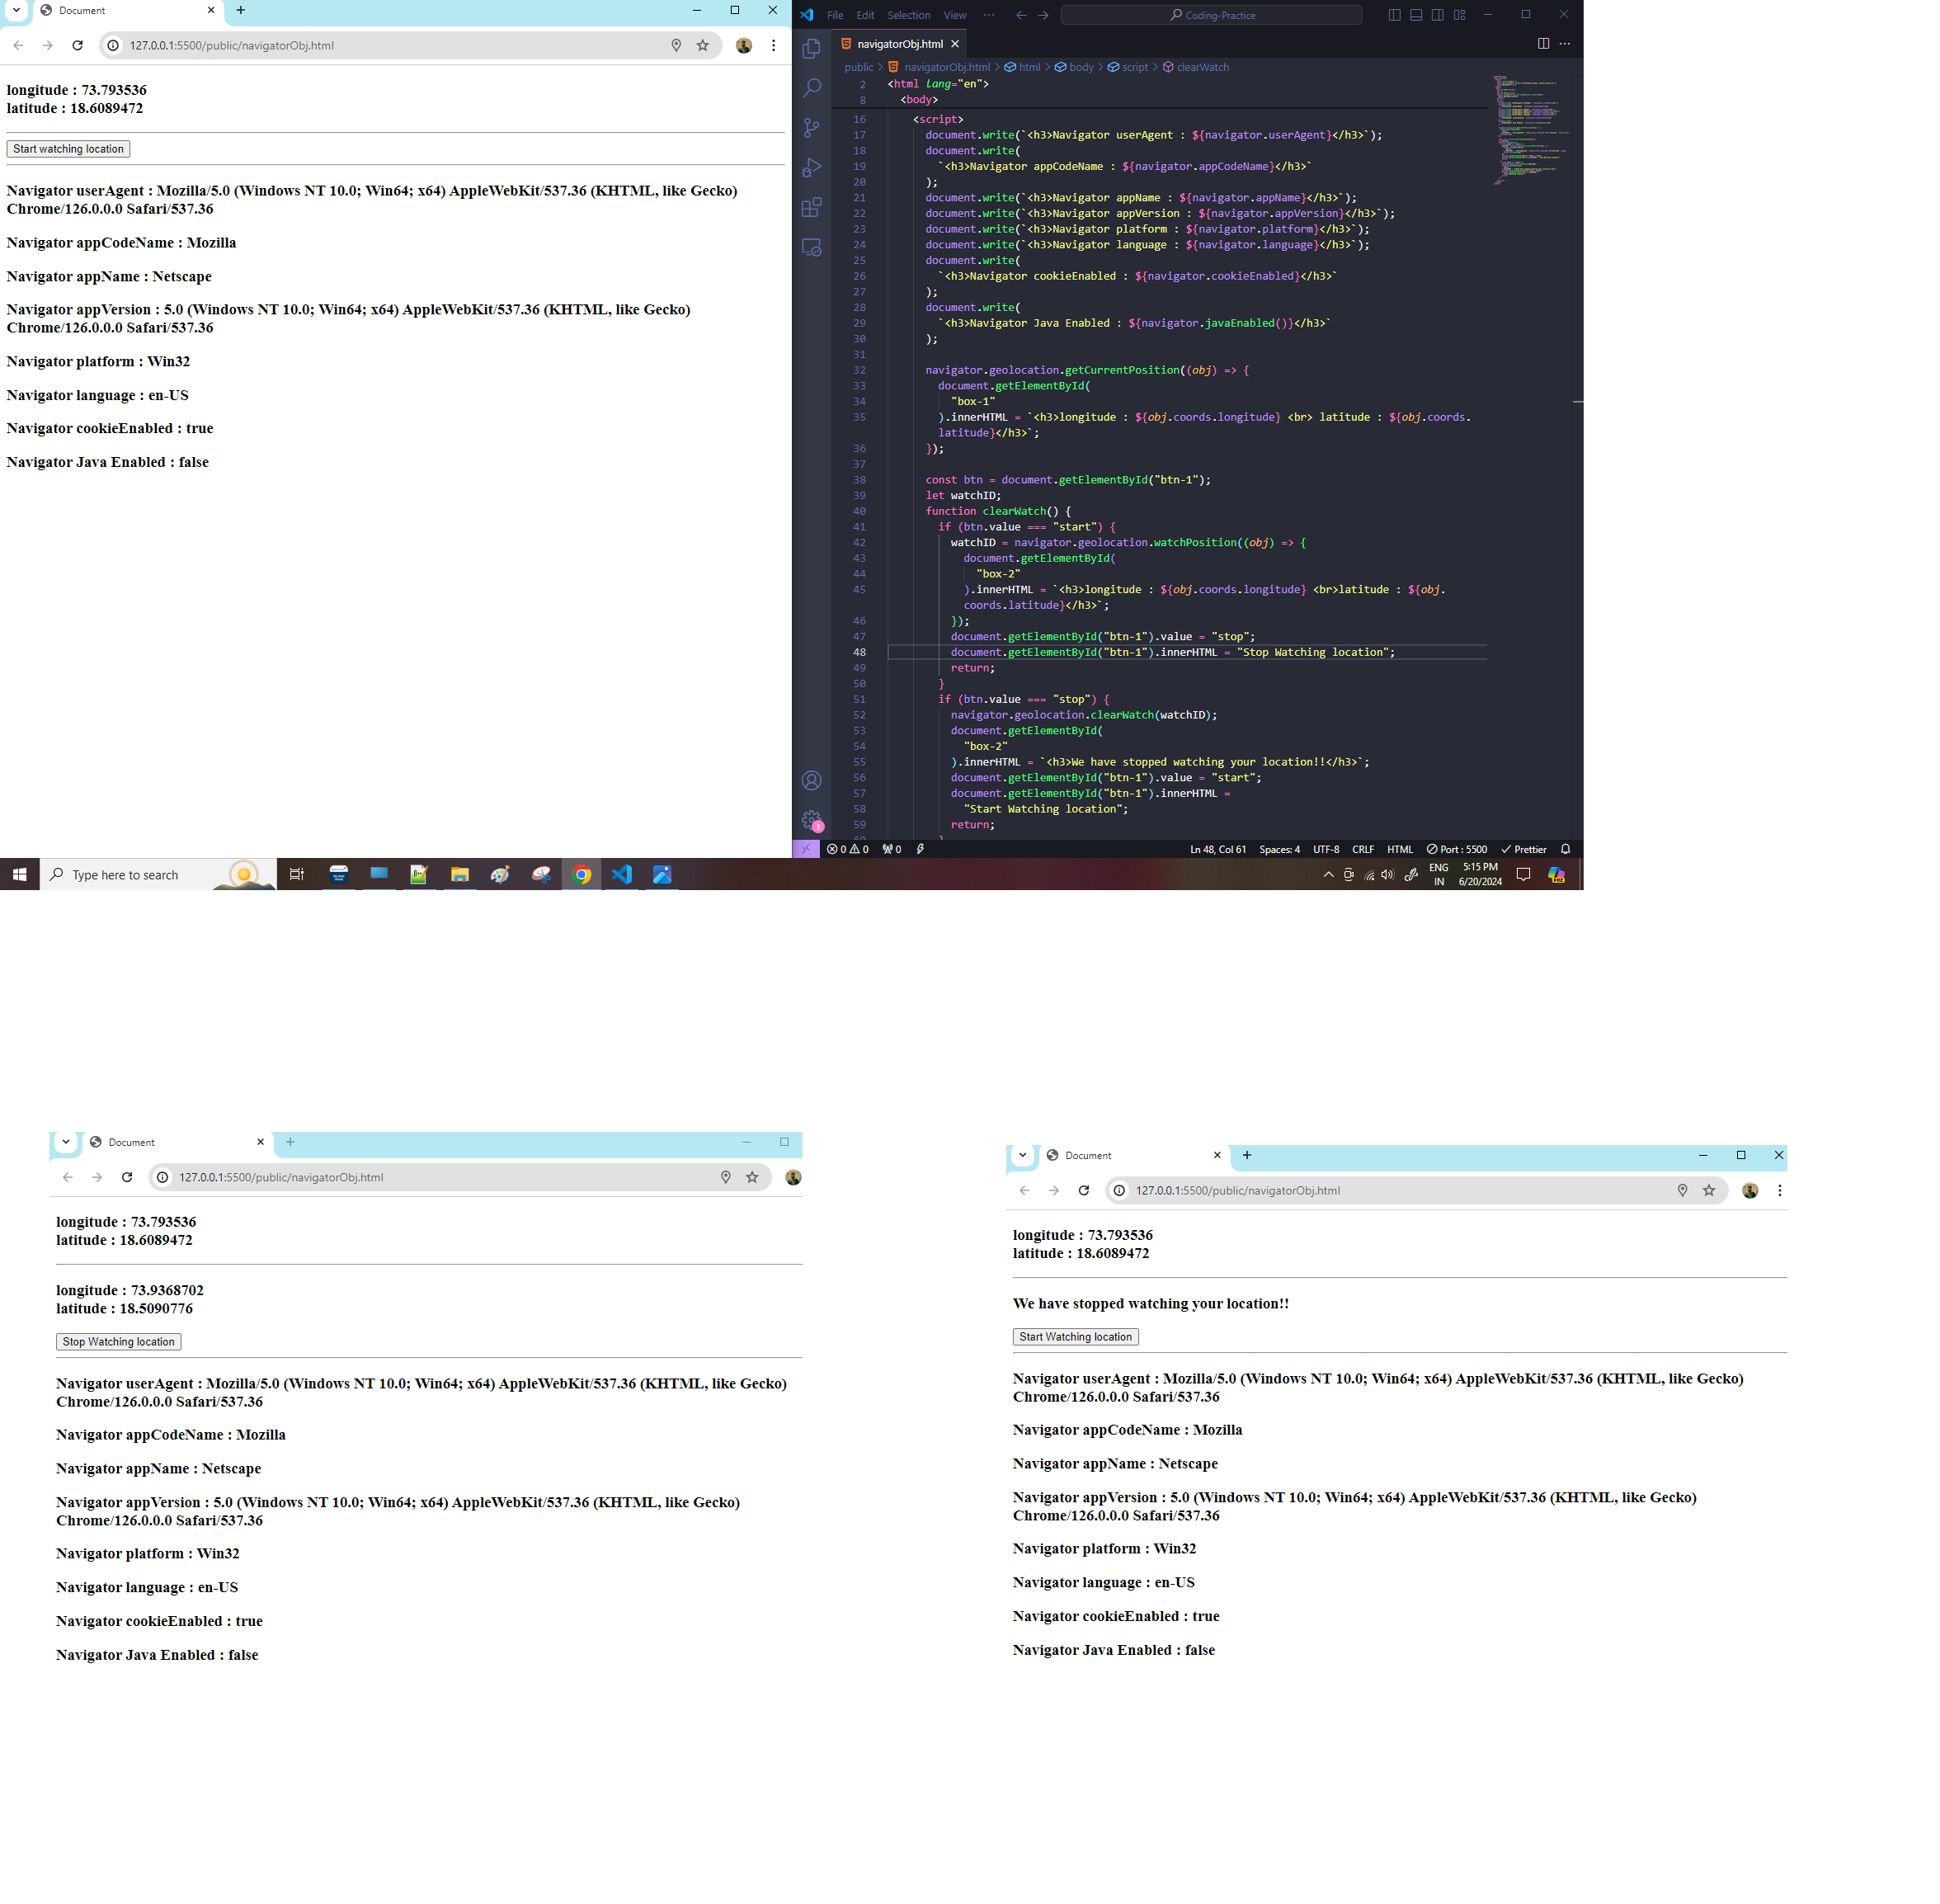 Document
127.0.0.1:5500/public/navigatorObj.html
longitude : 73.793536
latitude : 18.6089472
Start watching location
Navigator userAgent : Mozilla/5.0 (Windows NT 10.0; Win64; x64) AppleWebKit/537.36 (KHTML, like Gecko)
Chrome/126.0.0.0 Safari/537.36
Navigator appCodeName : Mozilla
Navigator appName : Netscape
Navigator appVersion : 5.0 (Windows NT 10.0; Win64; x64) AppleWebKit/537.36 (KHTML, like Gecko)
Chrome/126.0.0.0 Safari/537.36
Navigator platform : Win32
Navigator language : en-US
Navigator cookieEnabled : true
Navigator Java Enabled : false
File Edit Selection View ··· Coding-Practice
navigatorObj.html
public > navigatorObj.html > html > body > script > clearWatch
2 <html lang="en">
8 <body>
16 <script>
17 document.write(`<h3>Navigator userAgent : ${navigator.userAgent}</h3>`);
18 document.write(
19 `<h3>Navigator appCodeName : ${navigator.appCodeName}</h3>`
20 );
21 document.write(`<h3>Navigator appName : ${navigator.appName}</h3>`);
22 document.write(`<h3>Navigator appVersion : ${navigator.appVersion}</h3>`);
23 document.write(`<h3>Navigator platform : ${navigator.platform}</h3>`);
24 document.write(`<h3>Navigator language : ${navigator.language}</h3>`);
25 document.write(
26 `<h3>Navigator cookieEnabled : ${navigator.cookieEnabled}</h3>`
27 );
28 document.write(
29 `<h3>Navigator Java Enabled : ${navigator.javaEnabled()}</h3>`
30 );
31
32 navigator.geolocation.getCurrentPosition((obj) => {
33 document.getElementById(
34 "box-1"
35 ).innerHTML = `<h3>longitude : ${obj.coords.longitude} <br> latitude : ${obj.coords.
latitude}</h3>`;
36 });
37
38 const btn = document.getElementById("btn-1");
39 let watchID;
40 function clearWatch() {
41 if (btn.value === "start") {
42 watchID = navigator.geolocation.watchPosition((obj) => {
43 document.getElementById(
44 "box-2"
45 ).innerHTML = `<h3>longitude : ${obj.coords.longitude} <br>latitude : ${obj.
coords.latitude}</h3>`;
46 });
47 document.getElementById("btn-1").value = "stop";
48 document.getElementById("btn-1").innerHTML = "Stop Watching location";
49 return;
50 }
51 if (btn.value === "stop") {
52 navigator.geolocation.clearWatch(watchID);
53 document.getElementById(
54 "box-2"
55 ).innerHTML = `<h3>We have stopped watching your location!!</h3>`;
56 document.getElementById("btn-1").value = "start";
57 document.getElementById("btn-1").innerHTML =
58 "Start Watching location";
59 return;
1
0 0 0 Ln 48, Col 61 Spaces: 4 UTF-8 CRLF HTML Port : 5500 Prettier
Type here to search
ENG
IN
5:15 PM
6/20/2024
Document
127.0.0.1:5500/public/navigatorObj.html
longitude : 73.793536
latitude : 18.6089472
longitude : 73.9368702
latitude : 18.5090776
Stop Watching location
Navigator userAgent : Mozilla/5.0 (Windows NT 10.0; Win64; x64) AppleWebKit/537.36 (KHTML, like Gecko)
Chrome/126.0.0.0 Safari/537.36
Navigator appCodeName : Mozilla
Navigator appName : Netscape
Navigator appVersion : 5.0 (Windows NT 10.0; Win64; x64) AppleWebKit/537.36 (KHTML, like Gecko)
Chrome/126.0.0.0 Safari/537.36
Navigator platform : Win32
Navigator language : en-US
Navigator cookieEnabled : true
Navigator Java Enabled : false
Document
127.0.0.1:5500/public/navigatorObj.html
longitude : 73.793536
latitude : 18.6089472
We have stopped watching your location!!
Start Watching location
Navigator userAgent : Mozilla/5.0 (Windows NT 10.0; Win64; x64) AppleWebKit/537.36 (KHTML, like Gecko)
Chrome/126.0.0.0 Safari/537.36
Navigator appCodeName : Mozilla
Navigator appName : Netscape
Navigator appVersion : 5.0 (Windows NT 10.0; Win64; x64) AppleWebKit/537.36 (KHTML, like Gecko)
Chrome/126.0.0.0 Safari/537.36
Navigator platform : Win32
Navigator language : en-US
Navigator cookieEnabled : true
Navigator Java Enabled : false